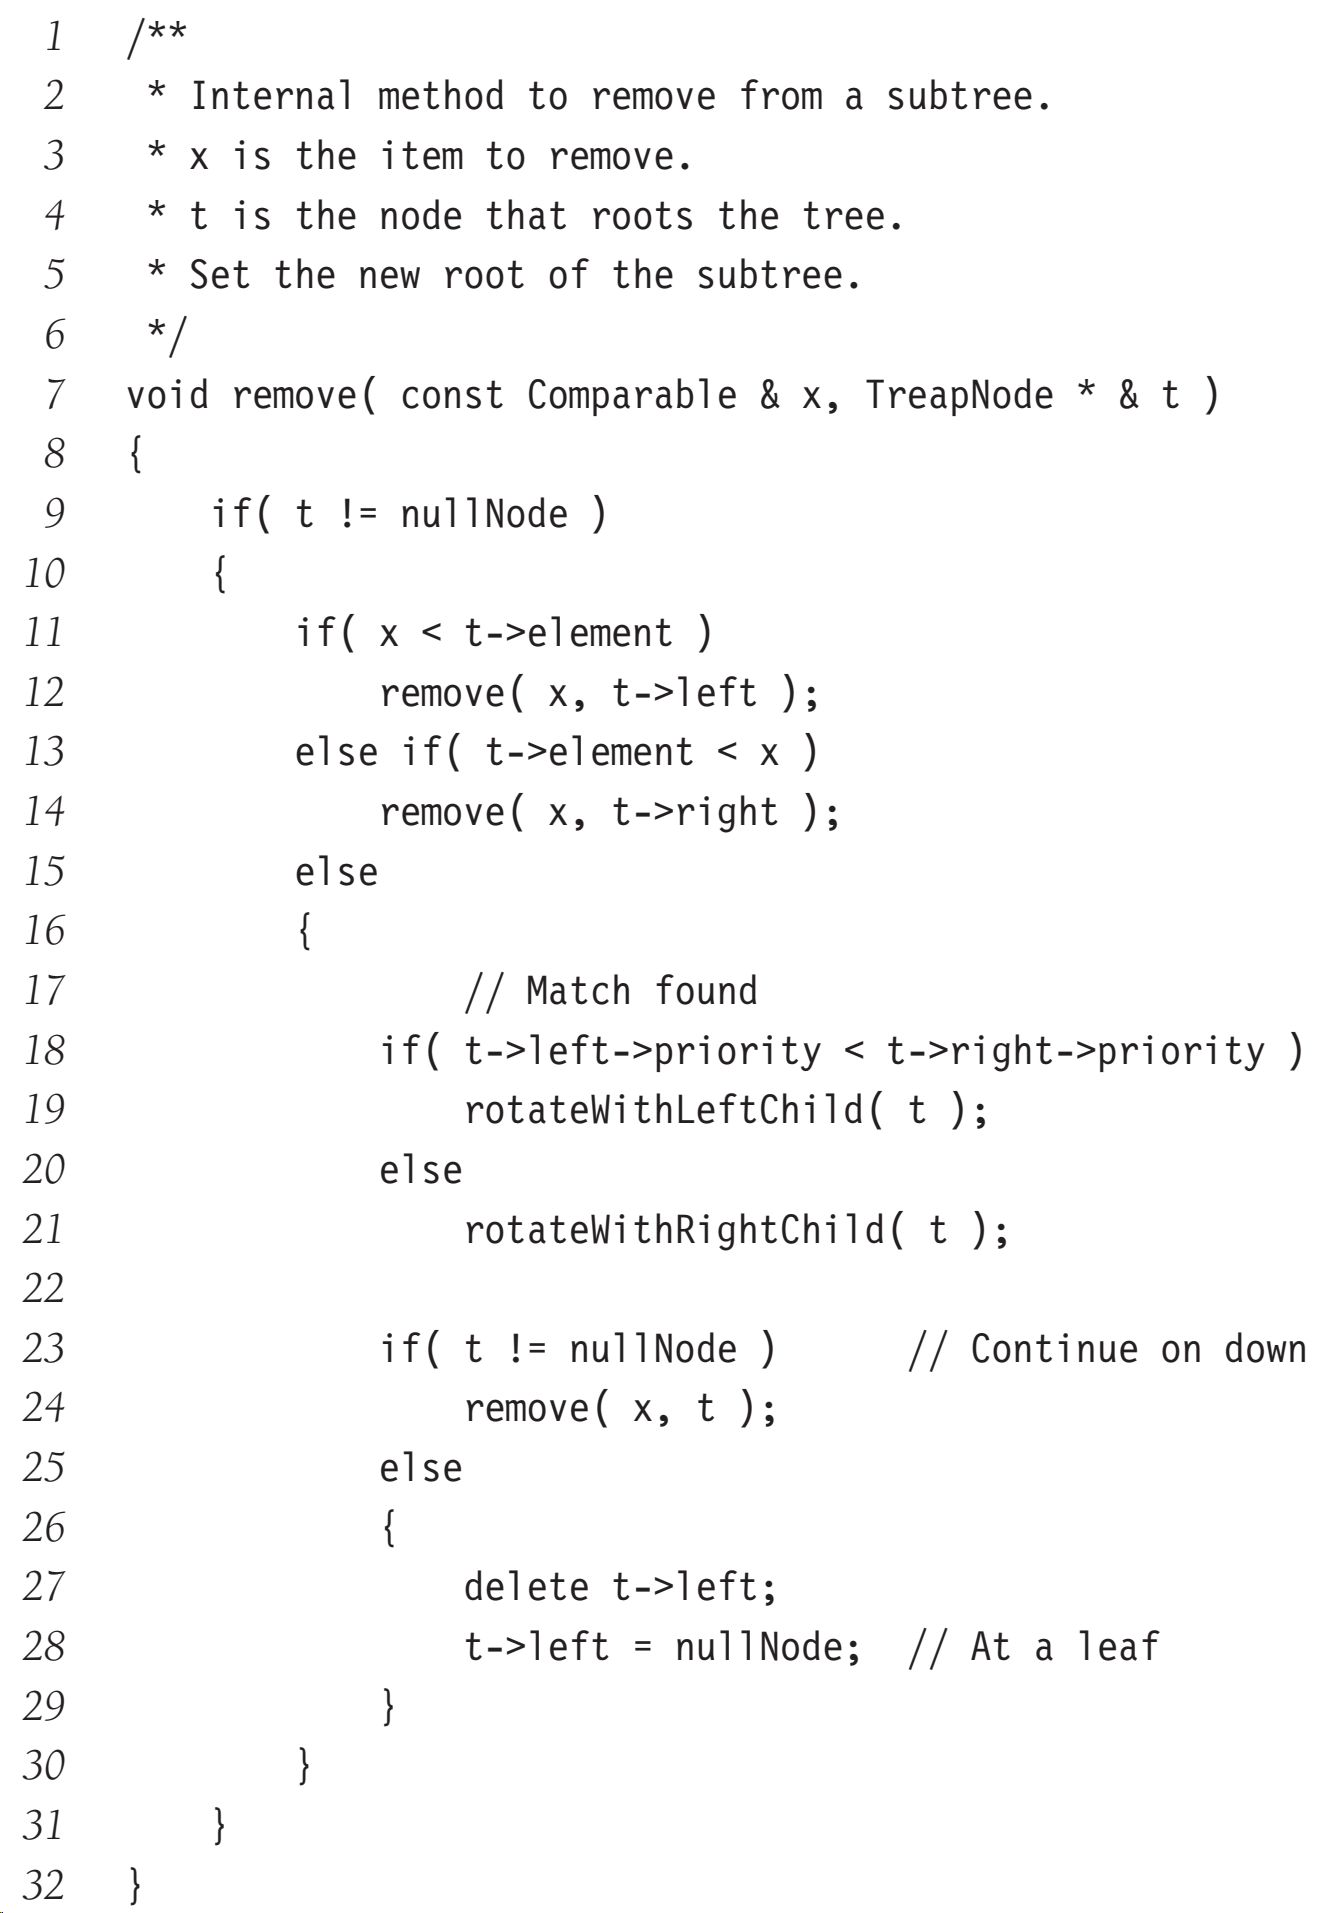 1 /**
2 * Internal method to remove from a subtree.
3 * x is the item to remove.
4 * t is the node that roots the tree.
5 * Set the new root of the subtree.
6 */
7 void remove( const Comparable & x, TreapNode * & t )
8 {
9 if( t != nullNode )
10 {
11 if( x < t->element )
12 remove( x, t->left );
13 else if( t->element < x )
14 remove( x, t->right );
15 else
16 {
17 // Match found
18 if( t->left->priority < t->right->priority )
19 rotateWithLeftChild( t );
20 else
21 rotateWithRightChild( t );
22
23 if( t != nullNode ) // Continue on down
24 remove( x, t );
25 else
26 {
27 delete t->left;
28 t->left = nullNode; // At a leaf
29 }
30 }
31 }
32 }